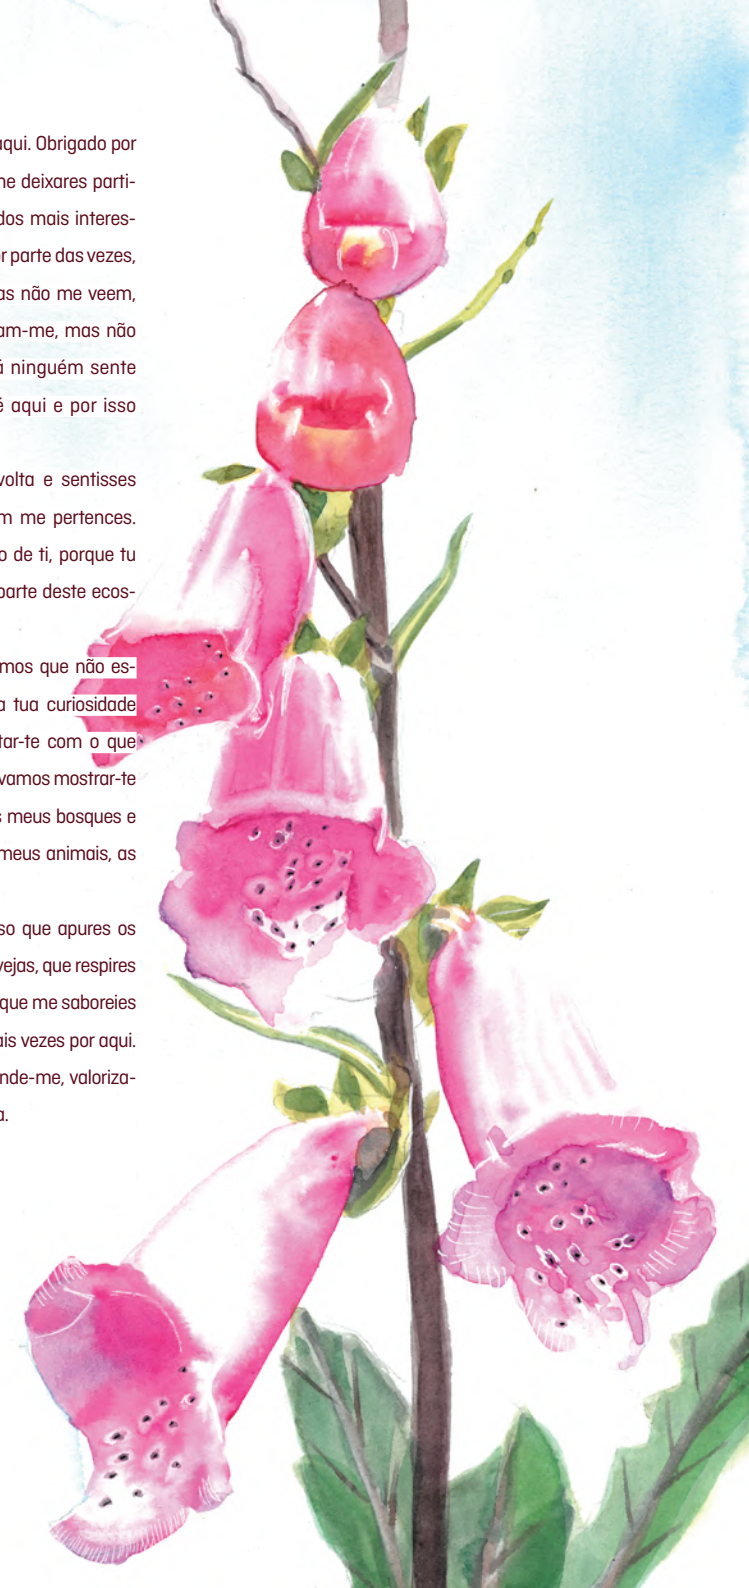 aqui. Obrigado por
me deixares parti-
dos mais interes-
r parte das vezes,
as não me veem,
am-me, mas não
á ninguém sente
é aqui e por isso
volta e sentisses
m me pertences.
o de ti, porque tu
parte deste ecos-
mos que não es-
a tua curiosidade
tar-te com o que
vamos mostrar-te
s meus bosques e
meus animais, as
so que apures os
vejas, que respires
que me saboreies
ais vezes por aqui.
nde-me, valoriza-
a.